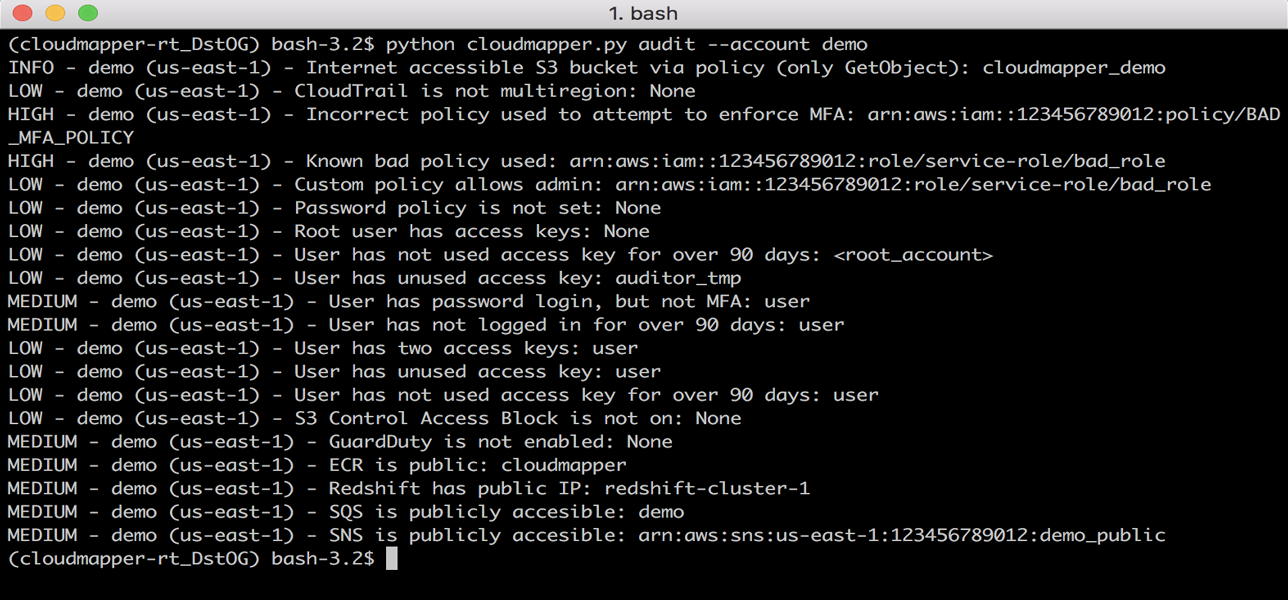 1. bash
(cloudmapper-rt_DstOG) bash-3.2$ python cloudmapper.py audit --account demo
INFO - demo (us-east-1) - Internet accessible S3 bucket via policy (only GetObject): cloudmapper_demo
LOW - demo (us-east-1) - CloudTrail is not multiregion: None
HIGH - demo (us-east-1) - Incorrect policy used to attempt to enforce MFA: arn:aws:iam::123456789012:policy/BAD
_MFA_POLICY
HIGH - demo (us-east-1) - Known bad policy used: arn:aws:iam::123456789012:role/service-role/bad_role
LOW - demo (us-east-1) - Custom policy allows admin: arn:aws:iam::123456789012:role/service-role/bad_role
LOW - demo (us-east-1) - Password policy is not set: None
LOW - demo (us-east-1) - Root user has access keys: None
LOW - demo (us-east-1) - User has not used access key for over 90 days: <root_account>
LOW - demo (us-east-1) - User has unused access key: auditor_tmp
MEDIUM - demo (us-east-1) - User has password login, but not MFA: user
MEDIUM - demo (us-east-1) - User has not logged in for over 90 days: user
LOW - demo (us-east-1) - User has two access keys: user
LOW - demo (us-east-1) - User has unused access key: user
LOW - demo (us-east-1) - User has not used access key for over 90 days: user
LOW - demo (us-east-1) - S3 Control Access Block is not on: None
MEDIUM - demo (us-east-1) - GuardDuty is not enabled: None
MEDIUM - demo (us-east-1) - ECR is public: cloudmapper
MEDIUM - demo (us-east-1) - Redshift has public IP: redshift-cluster-1
MEDIUM - demo (us-east-1) - SQS is publicly accesible: demo
MEDIUM - demo (us-east-1) - SNS is publicly accesible: arn:aws:sns:us-east-1:123456789012:demo_public
(cloudmapper-rt_DstOG) bash-3.2$